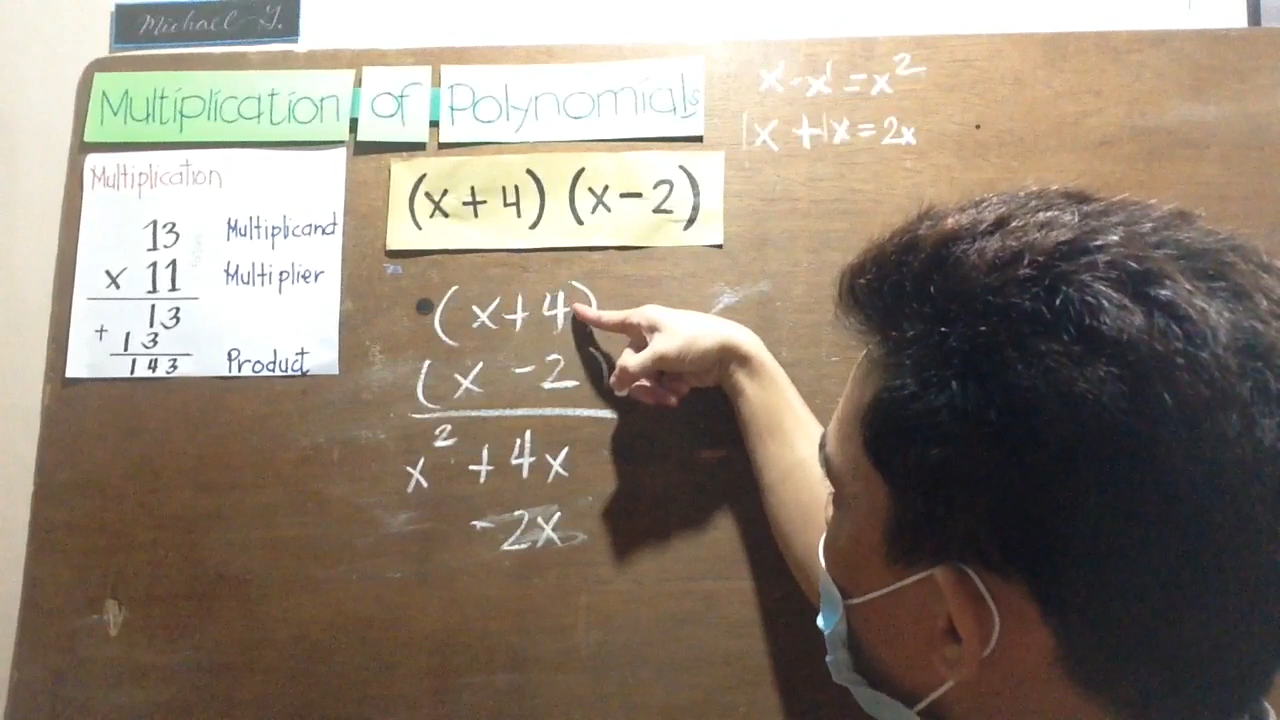 Michael Y.
Multiplication of Polynomials
x¹·x¹=x²
1x+1x=2x
Multiplication
13 Multiplicand
x 11 Multiplier
13
+ 13
143 Product
(x+4) (x-2)
(x+4)
(x-2)
x²+4x
-2x